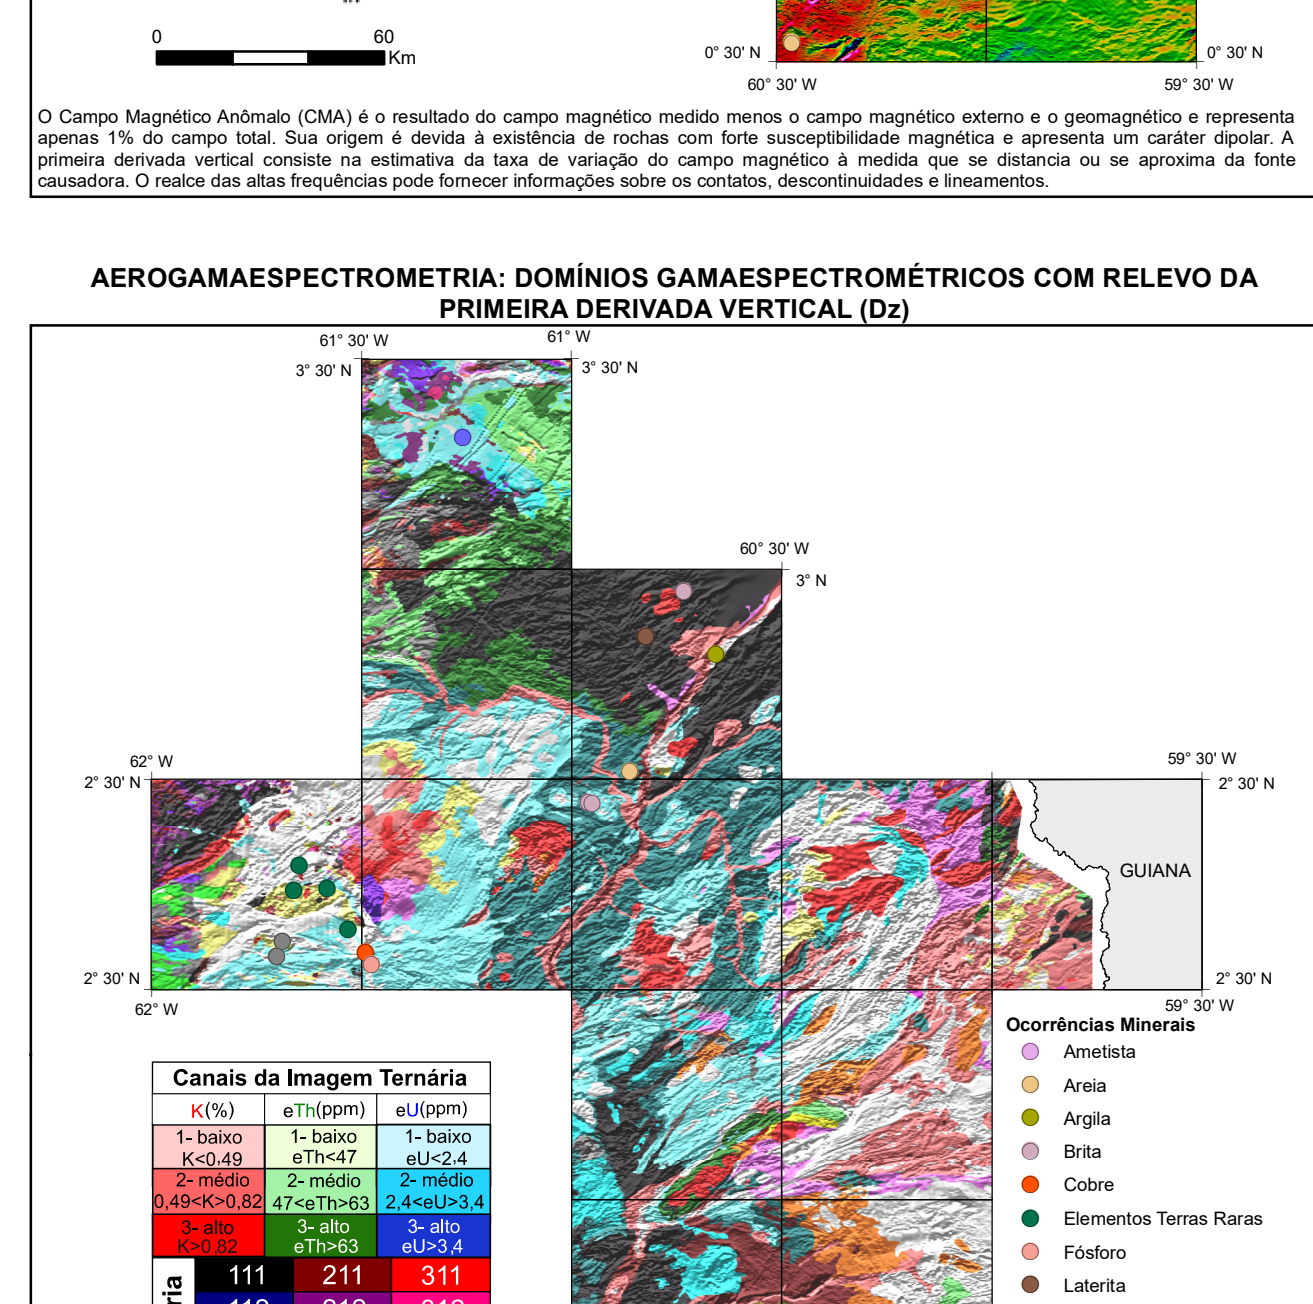 0
60
Km
0° 30' N
0° 30' N
60° 30' W
59° 30' W
O Campo Magnético Anômalo (CMA) é o resultado do campo magnético medido menos o campo magnético externo e o geomagnético e representa
apenas 1% do campo total. Sua origem é devida à existência de rochas com forte susceptibilidade magnética e apresenta um caráter dipolar. A
primeira derivada vertical consiste na estimativa da taxa de variação do campo magnético à medida que se distancia ou se aproxima da fonte
causadora. O realce das altas frequências pode fornecer informações sobre os contatos, descontinuidades e lineamentos.
AEROGAMAESPECTROMETRIA: DOMÍNIOS GAMAESPECTROMÉTRICOS COM RELEVO DA
PRIMEIRA DERIVADA VERTICAL (Dz)
61° 30' W
61° W
3° 30' N
3° 30' N
60° 30' W
3° N
62° W
59° 30' W
2° 30' N
2° 30' N
GUIANA
2° 30' N
2° 30' N
62° W
59° 30' W
Canais da Imagem Ternária
K(%)
eTh(ppm)
eU(ppm)
1- baixo
K<0,49
1- baixo
eTh<47
1- baixo
eU<2,4
2- médio
0,49<K>0,82
2- médio
47<eTh>63
2- médio
2,4<eU>3,4
3- alto
K>0,82
3- alto
eTh>63
3- alto
eU>3,4
111
211
311
Ocorrências Minerais
Ametista
Areia
Argila
Brita
Cobre
Elementos Terras Raras
Fósforo
Laterita